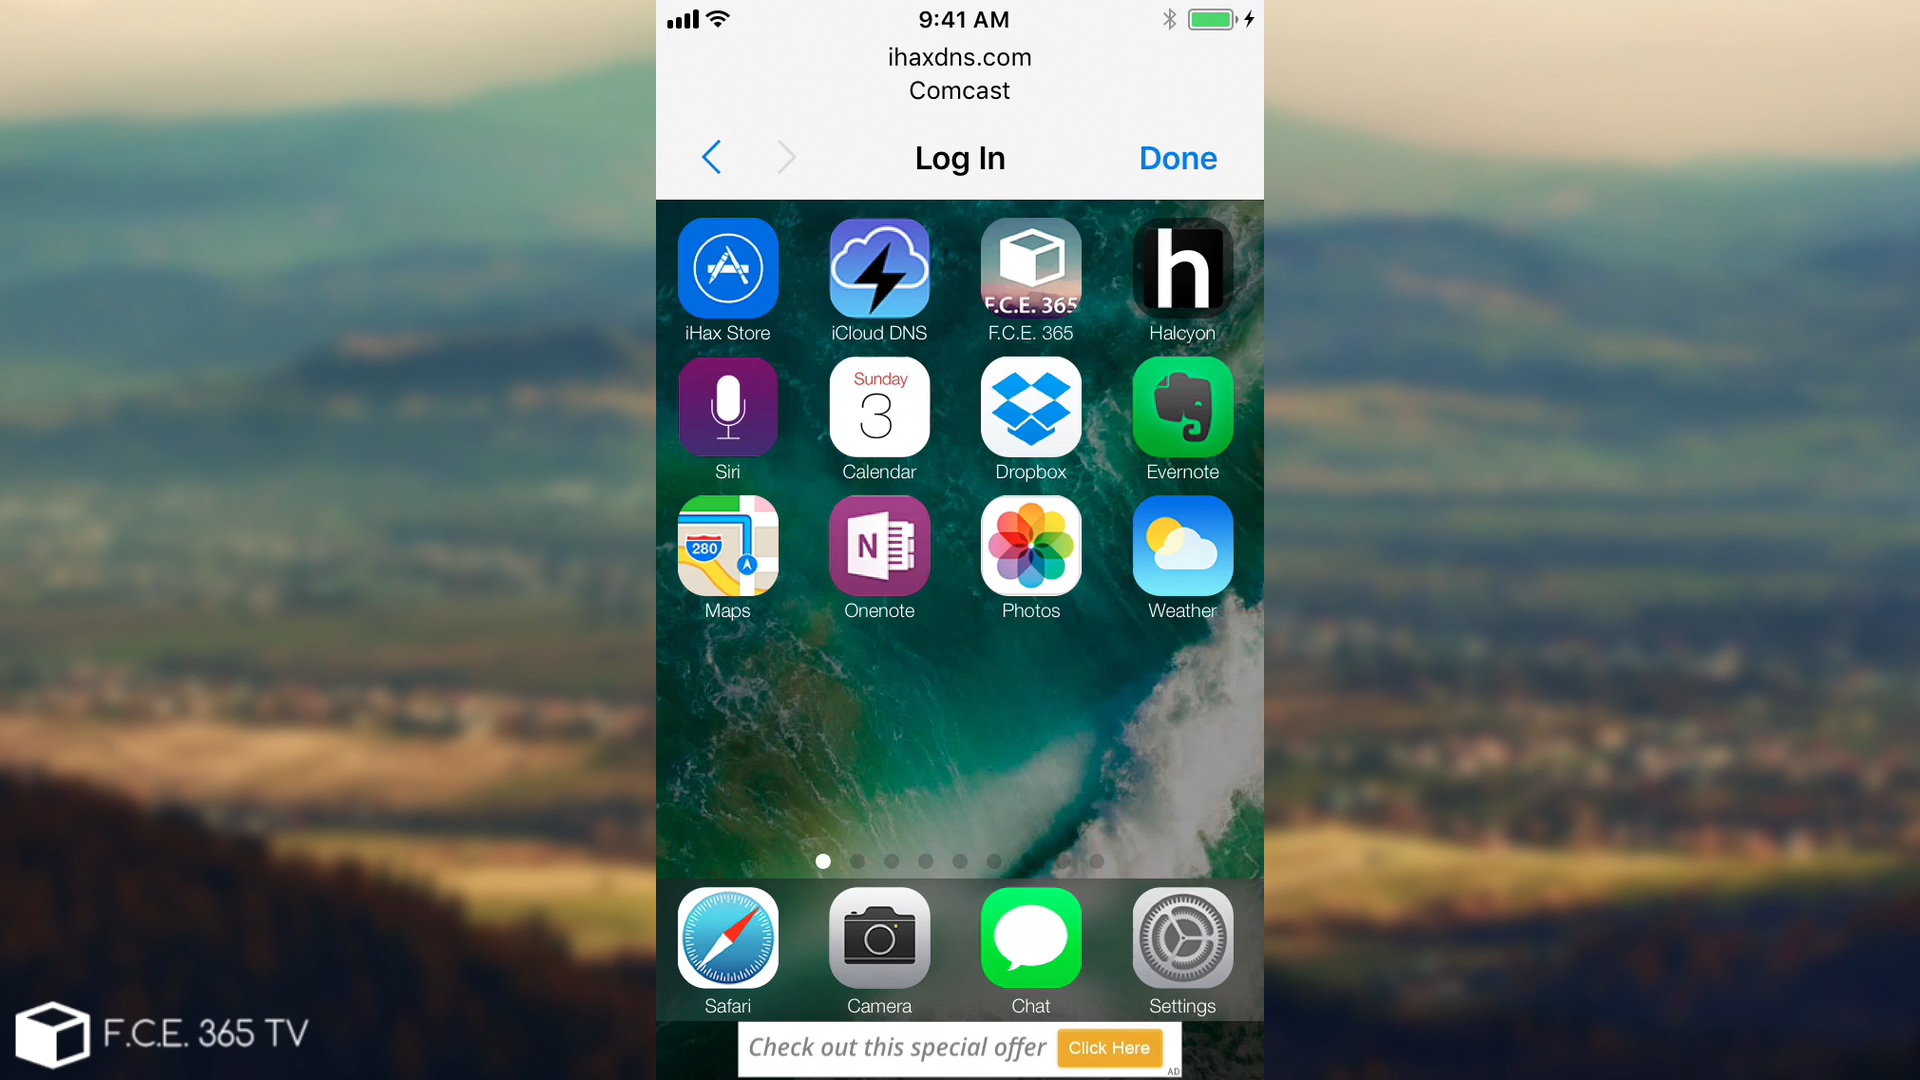 9:41 AM
ihaxdns.com
Comcast
Log In
Done
F.C.E. 365
h
iHax Store
iCloud DNS
F.C.E. 365
Halcyon
Sunday
3
Siri
Calendar
Dropbox
Evernote
280
N
Maps
Onenote
Photos
Weather
Safari
Camera
Chat
Settings
F.C.E. 365 TV
Check out this special offer
Click Here
AD